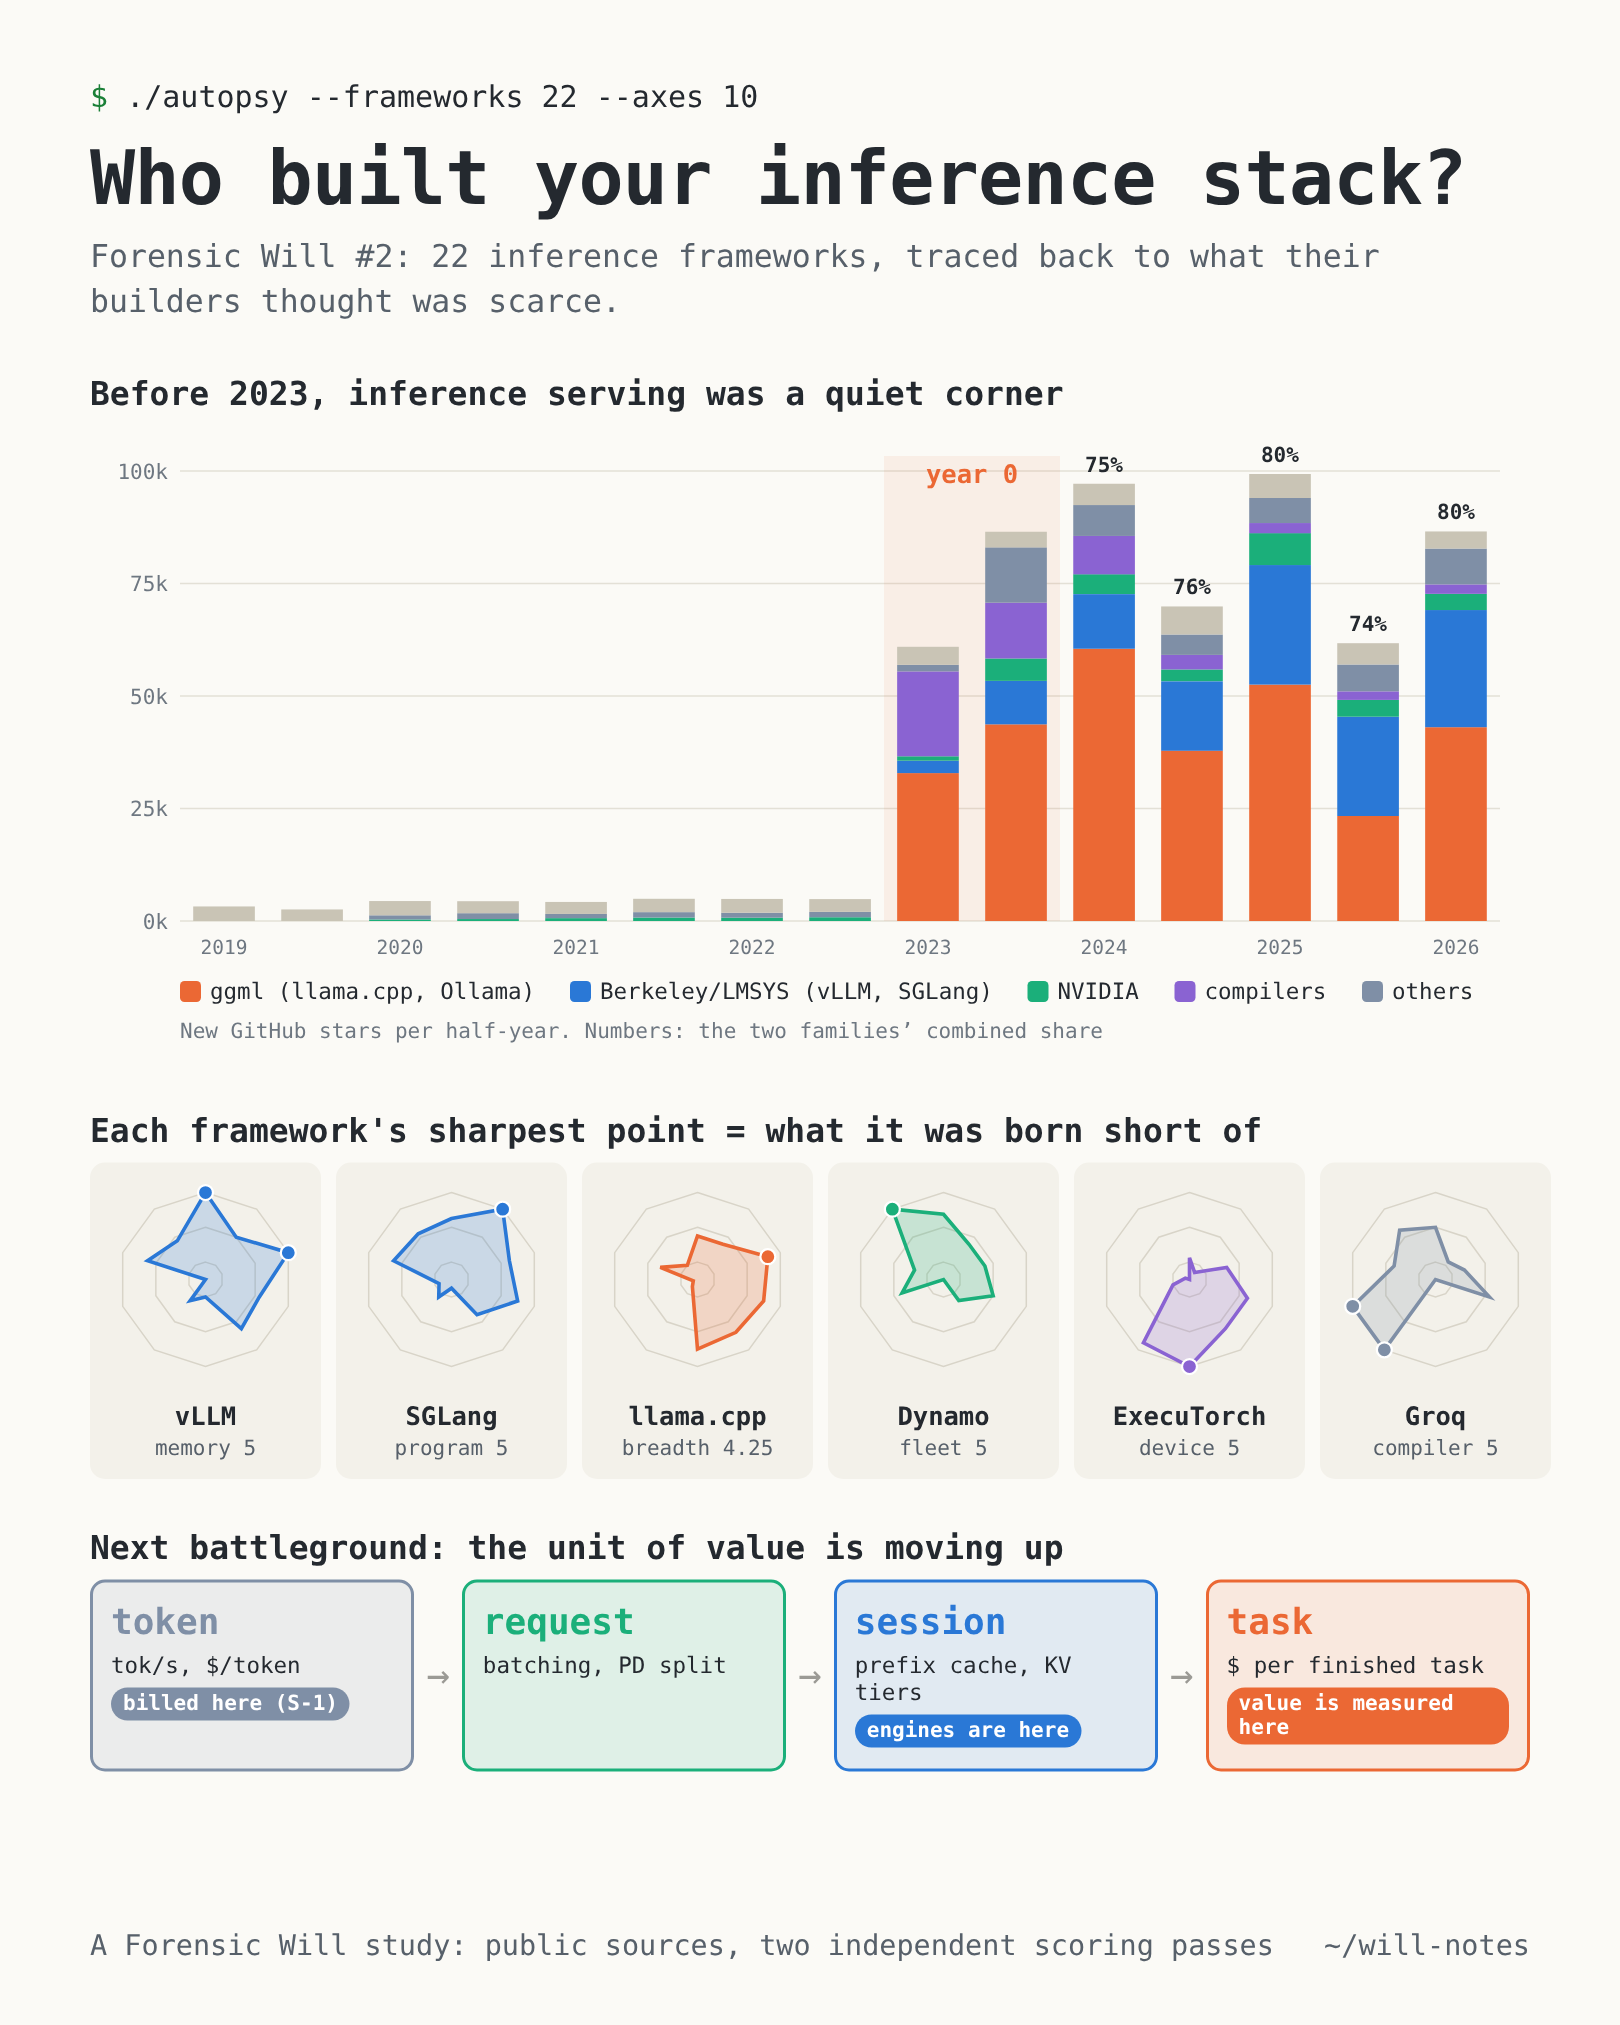 $ ./autopsy --frameworks 22 --axes 10
Who built your inference stack?
Forensic Will #2: 22 inference frameworks, traced back to what their
builders thought was scarce.
Before 2023, inference serving was a quiet corner
100k
75k
50k
25k
0k
year 0
75%
76%
80%
74%
80%
2019
2020
2021
2022
2023
2024
2025
2026
ggml (llama.cpp, Ollama)
Berkeley/LMSYS (vLLM, SGLang)
NVIDIA
compilers
others
New GitHub stars per half-year. Numbers: the two families’ combined share
Each framework's sharpest point = what it was born short of
vLLM
memory 5
SGLang
program 5
llama.cpp
breadth 4.25
Dynamo
fleet 5
ExecuTorch
device 5
Groq
compiler 5
Next battleground: the unit of value is moving up
token
tok/s, $/token
billed here (S-1)
→
request
batching, PD split
→
session
prefix cache, KV
tiers
engines are here
→
task
$ per finished task
value is measured
here
A Forensic Will study: public sources, two independent scoring passes
~/will-notes